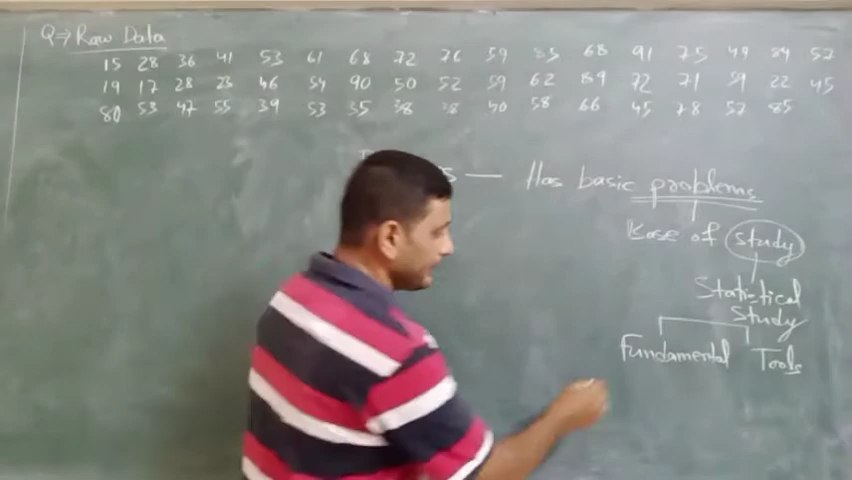 Q⇒ Raw Data
15 28 36 41 53 61 68 72 76 59 85 68 91 75 49 84 57
19 17 28 23 46 54 90 50 52 59 62 89 72 71 59 22 45
80 53 47 55 39 53 35 38 38 40 58 66 45 78 57 85
— Has basic problems
Ease of study
Statistical
Study
Fundamental Tools